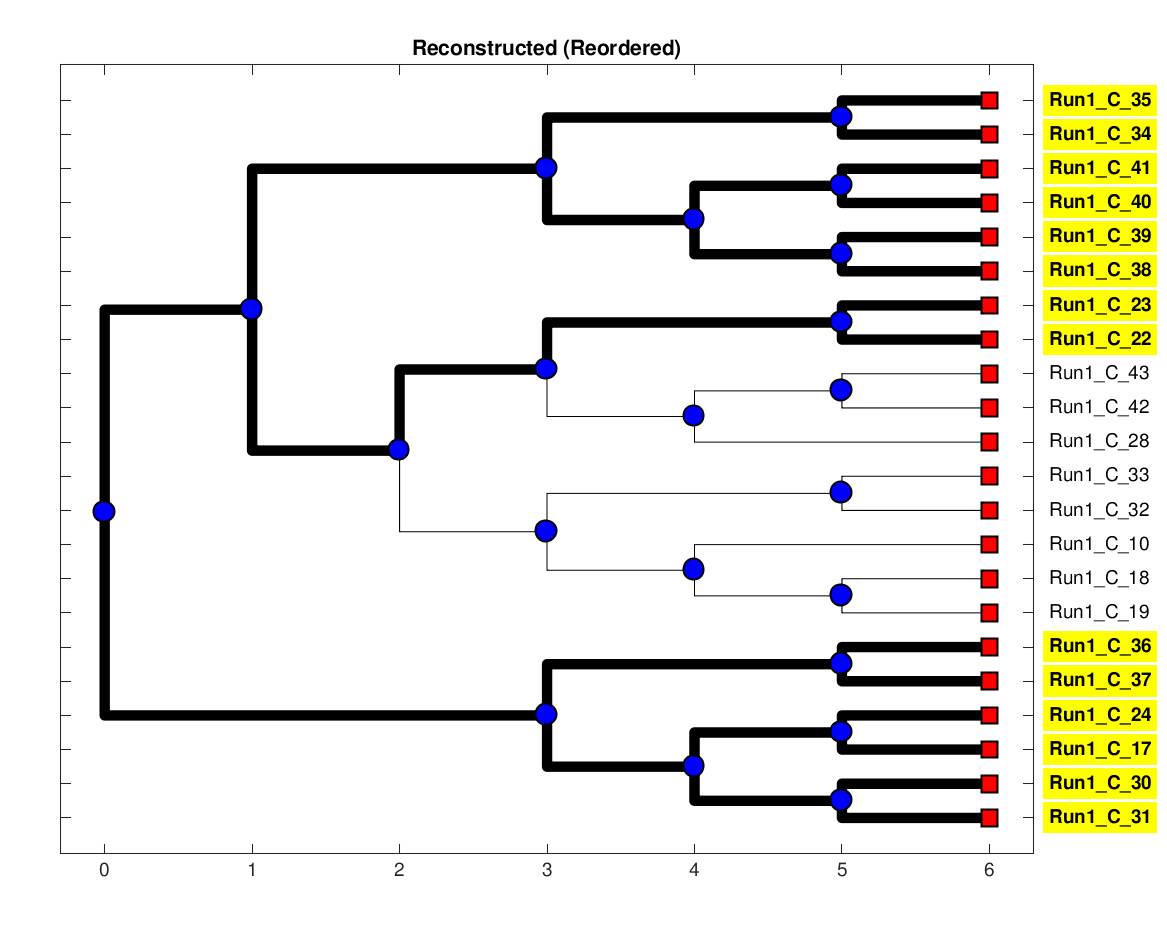 Reconstructed (Reordered)
Run1_C_35
Run1_C_34
Run1_C_41
Run1_C_40
Run1_C_39
Run1_C_38
Run1_C_23
Run1_C_22
Run1_C_43
Run1_C_42
Run1_C_28
Run1_C_33
Run1_C_32
Run1_C_10
Run1_C_18
Run1_C_19
Run1_C_36
Run1_C_37
Run1_C_24
Run1_C_17
Run1_C_30
Run1_C_31
0 1 2 3 4 5 6